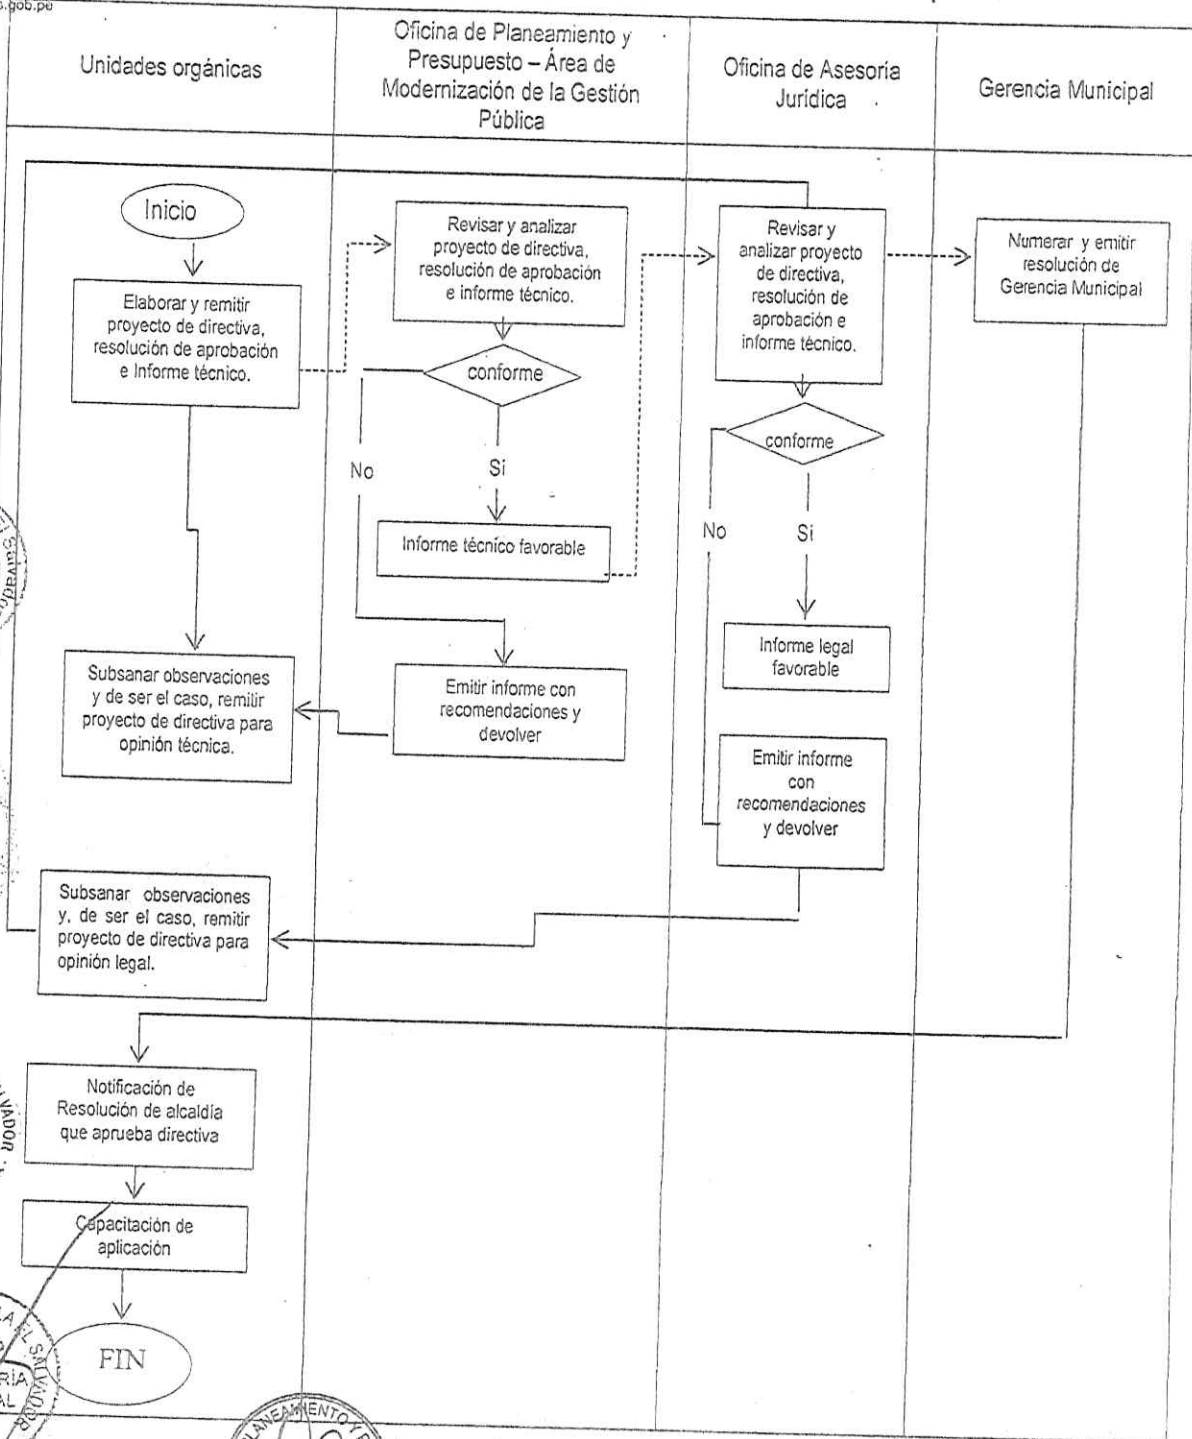 s.gob.pe
Unidades orgánicas
Oficina de Planeamiento y
Presupuesto – Área de
Modernización de la Gestión
Pública
Oficina de Asesoría
Jurídica
Gerencia Municipal
Inicio
Elaborar y remitir
proyecto de directiva,
resolución de aprobación
e Informe técnico.
Revisar y analizar
proyecto de directiva,
resolución de aprobación
e informe técnico.
conforme
No
Si
Informe técnico favorable
Emitir informe con
recomendaciones y
devolver
Revisar y
analizar proyecto
de directiva,
resolución de
aprobación e
informe técnico.
conforme
No
Si
Informe legal
favorable
Emitir informe
con
recomendaciones
y devolver
Numerar y emitir
resolución de
Gerencia Municipal
Subsanar observaciones
y de ser el caso, remitir
proyecto de directiva para
opinión técnica.
Subsanar observaciones
y, de ser el caso, remitir
proyecto de directiva para
opinión legal.
Notificación de
Resolución de alcaldía
que aprueba directiva
Capacitación de
aplicación
FIN